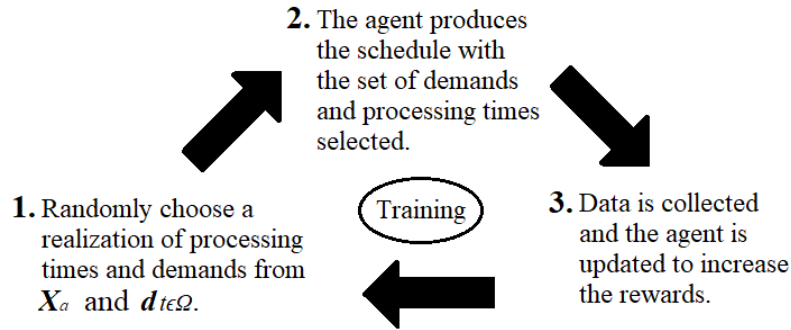 1. Randomly choose a
realization of processing
times and demands from
Xa and d tϵΩ.
2. The agent produces
the schedule with
the set of demands
and processing times
selected.
3. Data is collected
and the agent is
updated to increase
the rewards.
Training